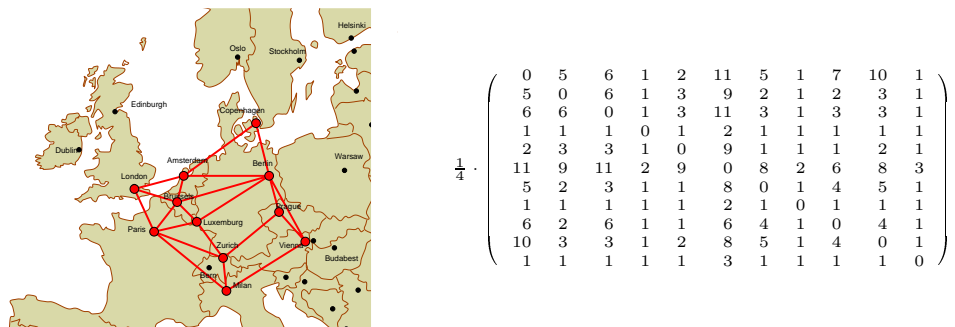 Helsinki
Oslo
Stockholm
Edinburgh
Copenhagen
Dublin
Amsterdam
Berlin
Warsaw
London
Brussels
Prague
Paris
Luxemburg
Zurich
Vienna
Budabest
Bern
Milan
1/4 ·
0 5 6 1 2 11 5 1 7 10 1
5 0 6 1 3 9 2 1 2 3 1
6 6 0 1 3 11 3 1 3 3 1
1 1 1 0 1 2 1 1 1 1 1
2 3 3 1 0 9 1 1 1 2 1
11 9 11 2 9 0 8 2 6 8 3
5 2 3 1 1 8 0 1 4 5 1
1 1 1 1 1 2 1 0 1 1 1
6 2 6 1 1 6 4 1 0 4 1
10 3 3 1 2 8 5 1 4 0 1
1 1 1 1 1 3 1 1 1 1 0